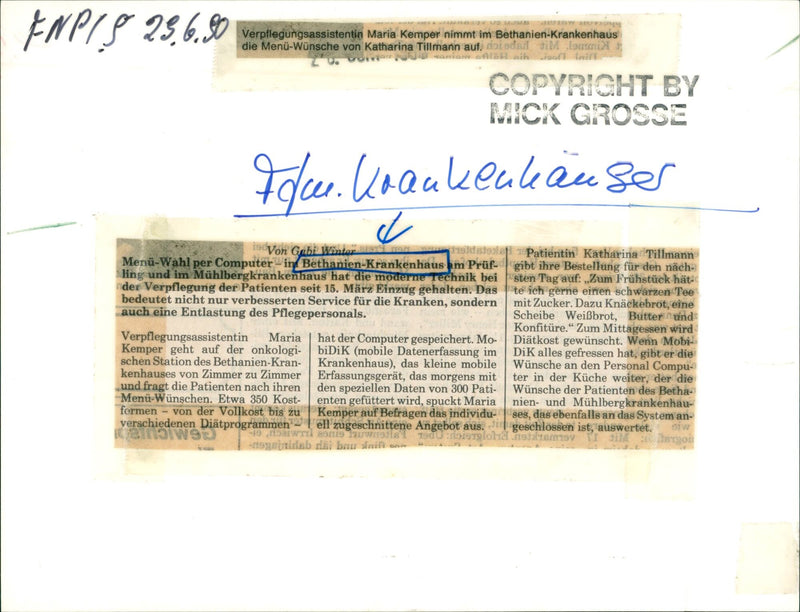 FNP/S 29.6.90
Verpflegungsassistentin Maria Kemper nimmt im Bethanien-Krankenhaus
die Menü-Wünsche von Katharina Tillmann auf.
COPYRIGHT BY
MICK GROSSE
Ffm. Krankenhäuser
Von Gabi Winter
Menü-Wahl per Computer – im Bethanien-Krankenhaus am Prüf-
ling und im Mühlbergkrankenhaus hat die moderne Technik bei
der Verpflegung der Patienten seit 15. März Einzug gehalten. Das
bedeutet nicht nur verbesserten Service für die Kranken, sondern
auch eine Entlastung des Pflegepersonals.
Verpflegungsassistentin Maria
Kemper geht auf der onkologi-
schen Station des Bethanien-Kran-
kenhauses von Zimmer zu Zimmer
und fragt die Patienten nach ihren
Menü-Wünschen. Etwa 350 Kost-
formen – von der Vollkost bis zu
verschiedenen Diätprogrammen –
hat der Computer gespeichert. Mo-
biDiK (mobile Datenerfassung im
Krankenhaus), das kleine mobile
Erfassungsgerät, das morgens mit
den speziellen Daten von 300 Pati-
enten gefüttert wird, spuckt Maria
Kemper auf Befragen das individu-
ell zugeschnittene Angebot aus.
Patientin Katharina Tillmann
gibt ihre Bestellung für den näch-
sten Tag auf: „Zum Frühstück hät-
te ich gerne einen schwarzen Tee
mit Zucker. Dazu Knäckebrot, eine
Scheibe Weißbrot, Butter und
Konfitüre.“ Zum Mittagessen wird
Diätkost gewünscht. Wenn Mobi-
DiK alles gefressen hat, gibt er die
Wünsche an den Personal Compu-
ter in der Küche weiter, der die
Wünsche der Patienten des Betha-
nien- und Mühlbergkrankenhau-
ses, das ebenfalls an das System an-
geschlossen ist, auswertet.